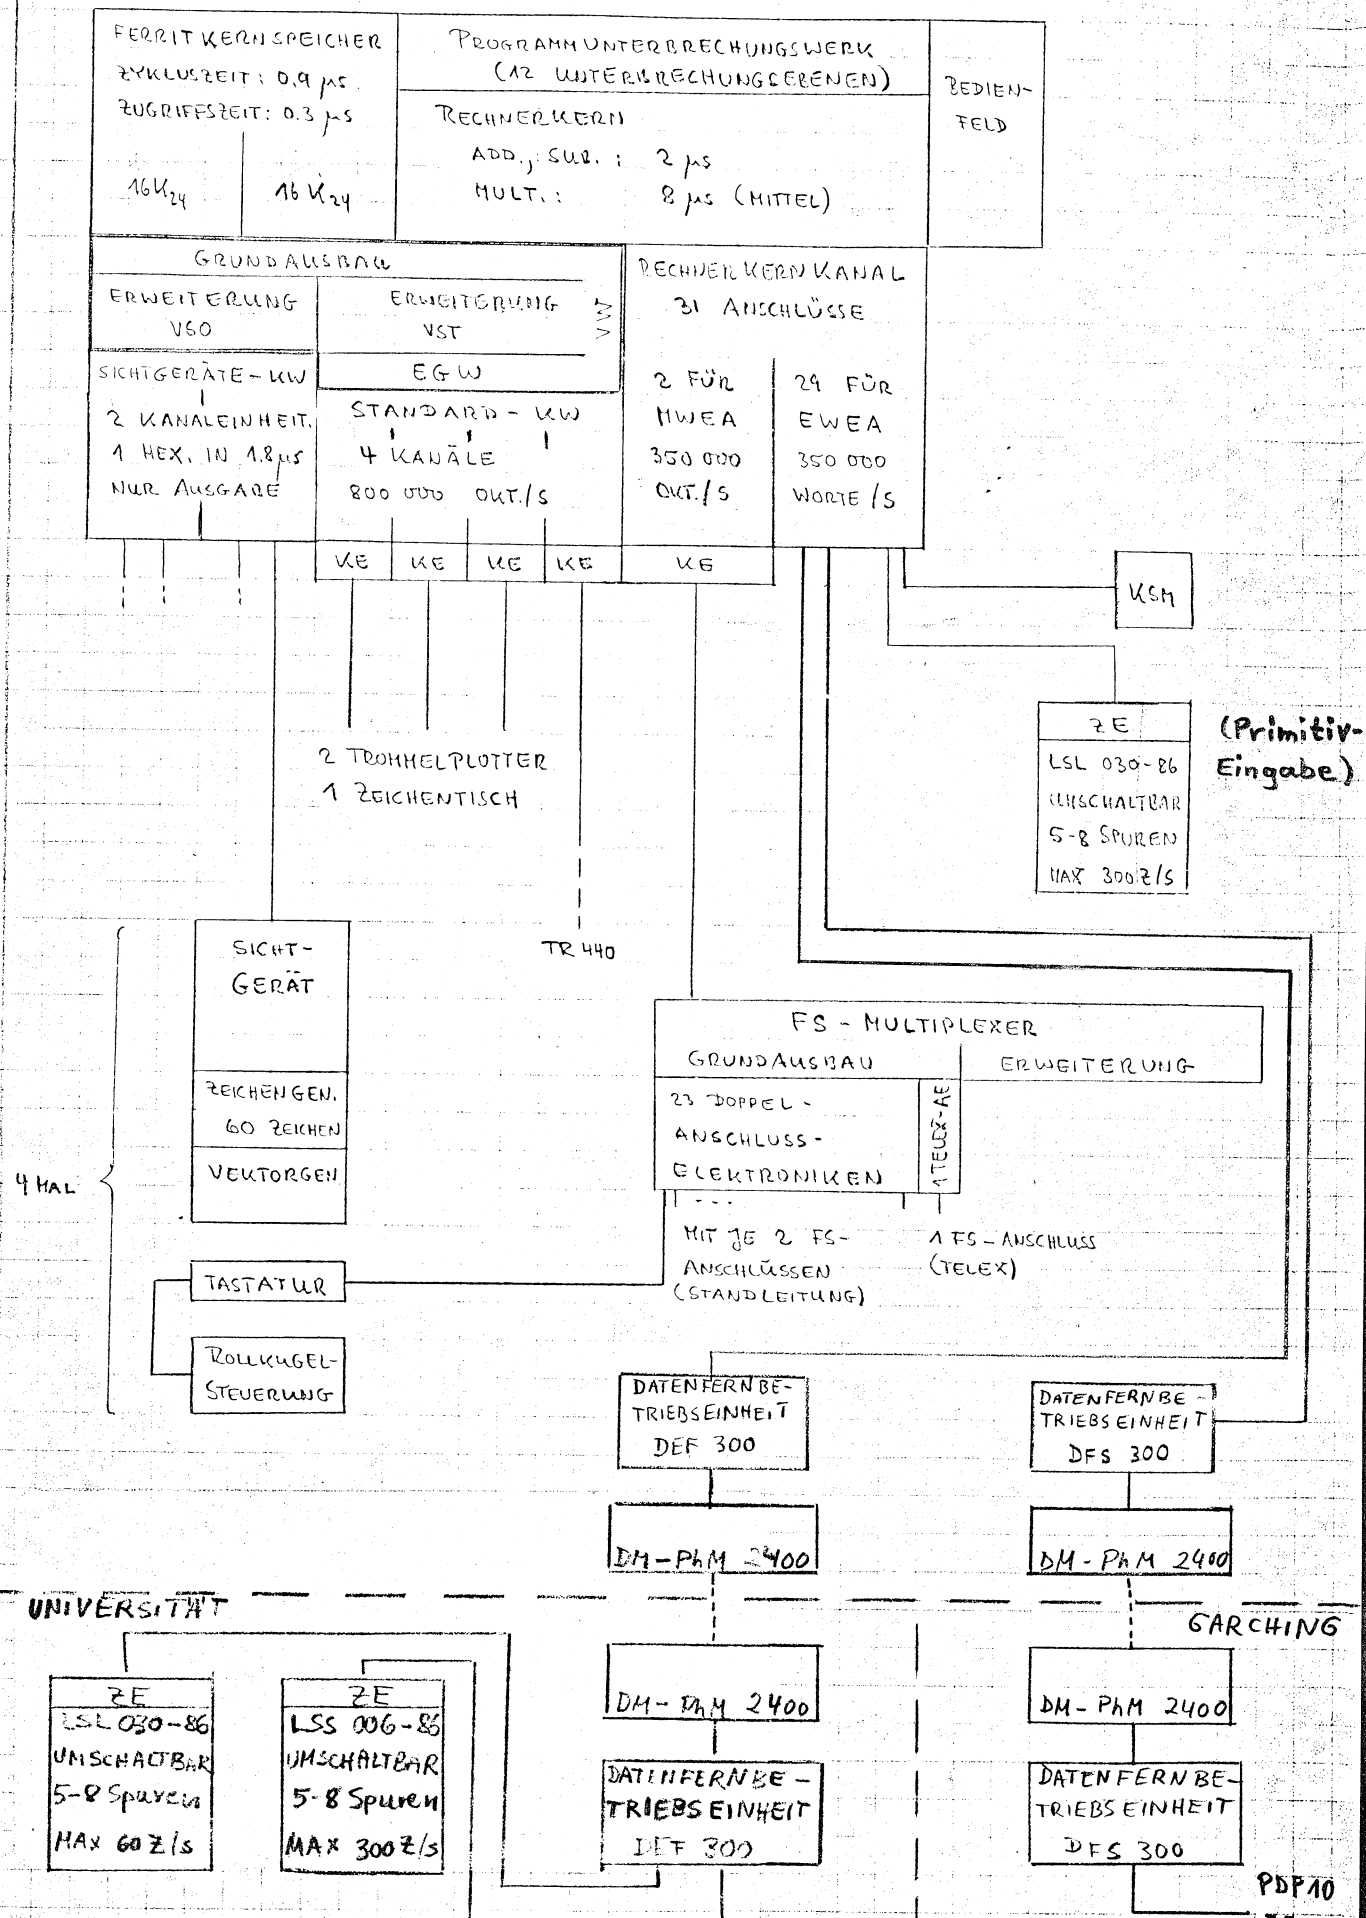 FERRITKERNSPEICHER
ZYKLUSZEIT: 0,9 µs
ZUGRIFFSZEIT: 0.3 µs
16K24
16K24
PROGRAMMUNTERBRECHUNGSWERK
(12 UNTERBRECHUNGSEBENEN)
RECHNERKERN
ADD., SUB. : 2 µs
MULT. : 8 µs (MITTEL)
BEDIEN-
FELD
GRUNDAUSBAU
ERWEITERUNG
VSO
ERWEITERUNG
VST
EGW
SICHTGERÄTE-KW
2 KANALEINHEIT.
1 HEX. IN 1.8 µs
NUR AUSGABE
STANDARD-KW
4 KANÄLE
800 000 OKT./S
RECHNERKERNKANAL
31 ANSCHLÜSSE
2 FÜR
MWEA
350 000
OKT./S
29 FÜR
EWEA
350 000
WORTE/S
KE
KE
KE
KE
KE
KSM
2 TROMMELPLOTTER
1 ZEICHENTISCH
ZE
LSL 030-86
UMSCHALTBAR
5-8 SPUREN
MAX 300 Z/S
(Primitiv-
Eingabe)
TR 440
SICHT-
GERÄT
ZEICHENGEN.
60 ZEICHEN
VEKTORGEN.
4 MAL
TASTATUR
ROLLKUGEL-
STEUERUNG
FS - MULTIPLEXER
GRUNDAUSBAU
ERWEITERUNG
23 DOPPEL-
ANSCHLUSS-
ELEKTRONIKEN
1 TELEX-AE
MIT JE 2 FS-
ANSCHLÜSSEN
(STANDLEITUNG)
1 FS-ANSCHLUSS
(TELEX)
DATENFERNBE-
TRIEBSEINHEIT
DEF 300
DATENFERNBE-
TRIEBSEINHEIT
DFS 300
DM-PhM 2400
DM-PhM 2400
UNIVERSITÄT
GARCHING
ZE
LSL 030-86
UMSCHALTBAR
5-8 Spuren
MAX 60 Z/s
ZE
LSS 006-86
UMSCHALTBAR
5-8 Spuren
MAX 300 Z/s
DM-PhM 2400
DATENFERNBE-
TRIEBSEINHEIT
DEF 300
DM-PhM 2400
DATENFERNBE-
TRIEBSEINHEIT
DFS 300
PDP10